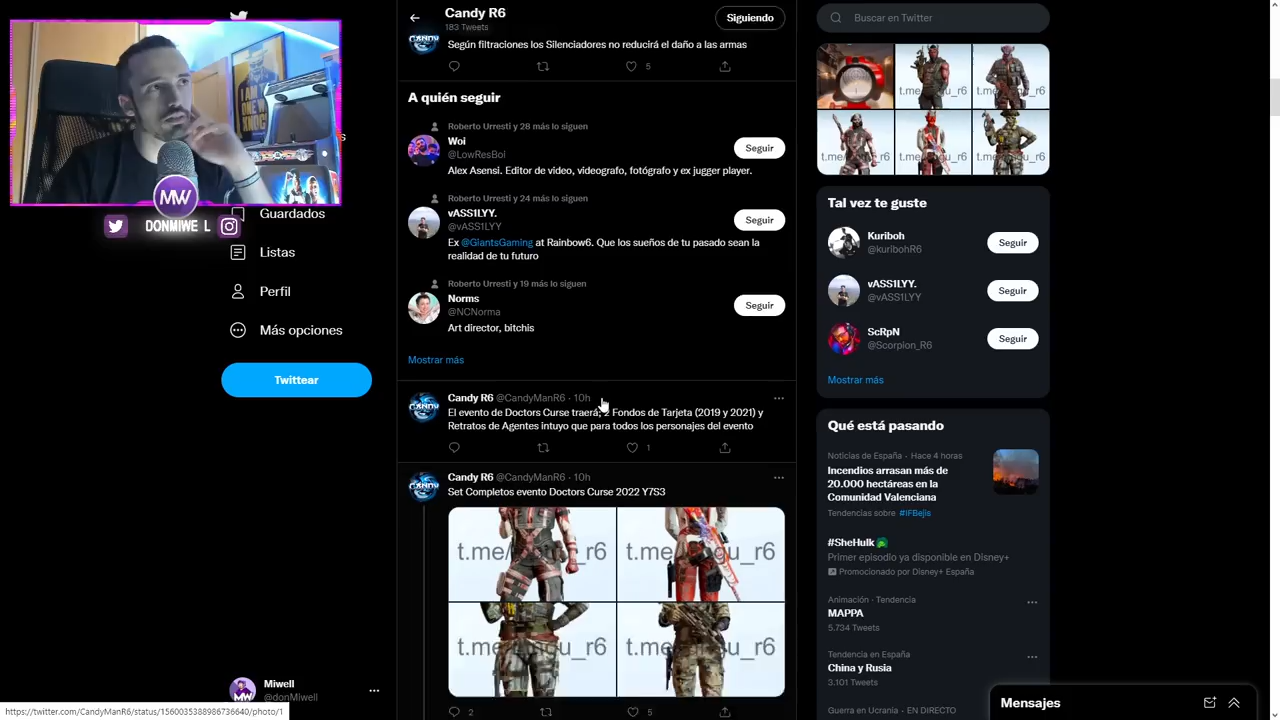 Candy R6
183 Tweets
Siguiendo
Buscar en Twitter
Según filtraciones los Silenciadores no reducirá el daño a las armas
5
A quién seguir
Roberto Urresti y 28 más lo siguen
Woi
@LowResBoi
Seguir
Alex Asensi. Editor de video, videografo, fotógrafo y ex jugger player.
Roberto Urresti y 24 más lo siguen
vASS1LYY.
@vASS1LYY
Seguir
Ex @GiantsGaming at Rainbow6. Que los sueños de tu pasado sean la
realidad de tu futuro
Roberto Urresti y 19 más lo siguen
Norms
@NCNorma
Seguir
Art director, bitchis
Mostrar más
Candy R6 @CandyManR6 · 10h
El evento de Doctors Curse traerá; 2 Fondos de Tarjeta (2019 y 2021) y
Retratos de Agentes intuyo que para todos los personajes del evento
1
Candy R6 @CandyManR6 · 10h
Set Completos evento Doctors Curse 2022 Y7S3
2
5
MW
DONMIWE L
Guardados
Listas
Perfil
Más opciones
Twittear
Miwell
@donMiwell
https://twitter.com/CandyManR6/status/1560035388986736640/photo/1
Tal vez te guste
Kuriboh
@kuribohR6
Seguir
vASS1LYY.
@vASS1LYY
Seguir
ScRpN
@Scorpion_R6
Seguir
Mostrar más
Qué está pasando
Noticias de España · Hace 4 horas
Incendios arrasan más de
20.000 hectáreas en la
Comunidad Valenciana
Tendencias sobre #IFBejís
#SheHulk
Primer episodio ya disponible en Disney+
Promocionado por Disney+ España
Animación · Tendencia
MAPPA
5.734 Tweets
Tendencia en España
China y Rusia
3.101 Tweets
Guerra en Ucrania · EN DIRECTO
Mensajes